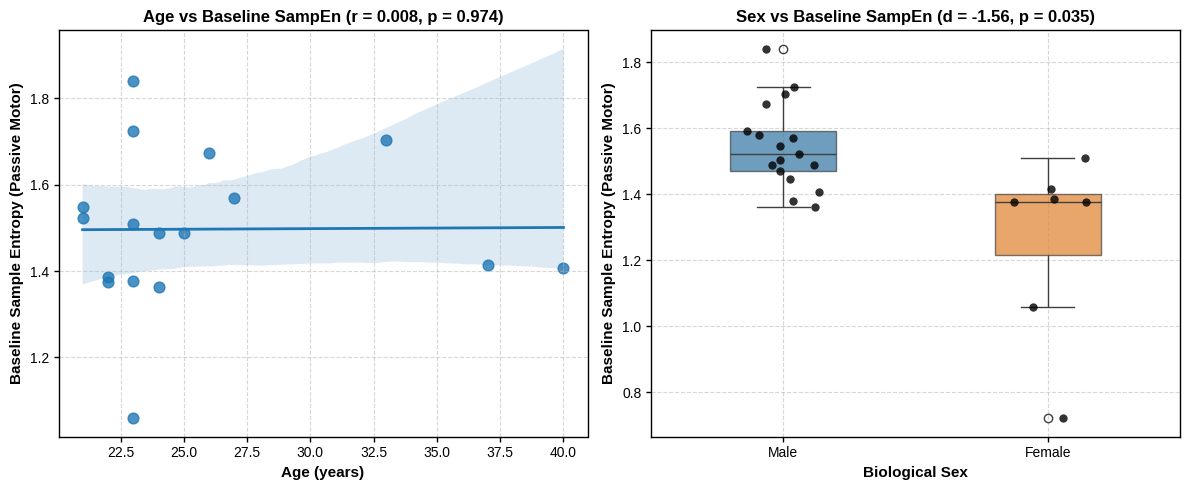 Age vs Baseline SampEn (r = 0.008, p = 0.974)
Baseline Sample Entropy (Passive Motor)
1.8
1.6
1.4
1.2
22.5 25.0 27.5 30.0 32.5 35.0 37.5 40.0
Age (years)
Sex vs Baseline SampEn (d = -1.56, p = 0.035)
Baseline Sample Entropy (Passive Motor)
1.8
1.6
1.4
1.2
1.0
0.8
Male Female
Biological Sex